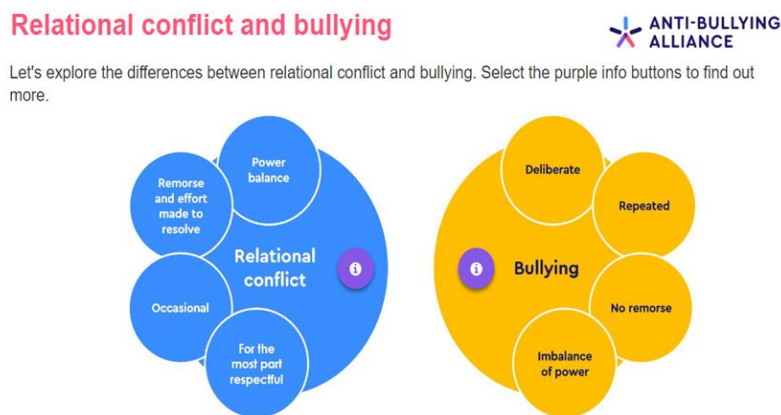 Relational conflict and bullying
ANTI-BULLYING
ALLIANCE
Let's explore the differences between relational conflict and bullying. Select the purple info buttons to find out
more.
Power
balance
Remorse
and effort
made to
resolve
Relational
conflict
i
Occasional
For the
most part
respectful
Deliberate
Repeated
i
Bullying
No remorse
Imbalance
of power